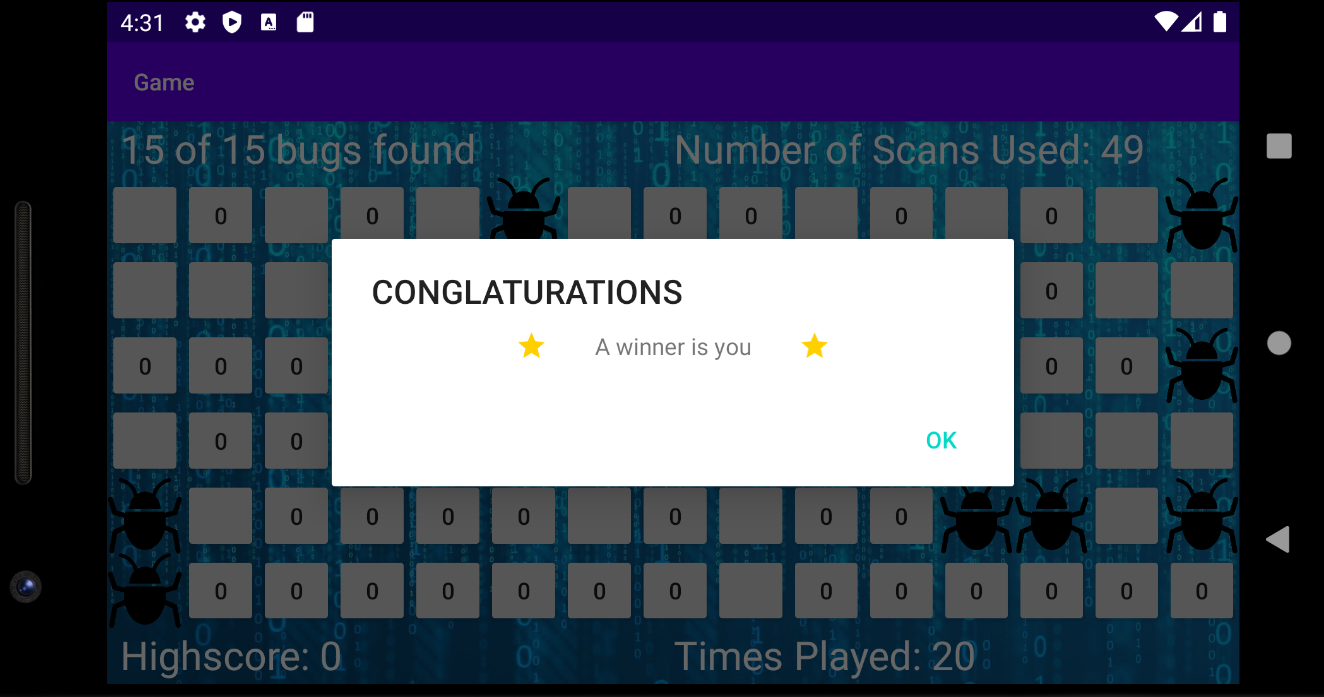 4:31
Game
15 of 15 bugs found Number of Scans Used: 49
0 0 0 0 0 0
0
0 0 0 0 0
0 0
0 0 0 0 0 0 0
0 0 0 0 0 0 0 0 0 0 0 0 0
CONGLATURATIONS
A winner is you
OK
Highscore: 0 Times Played: 20